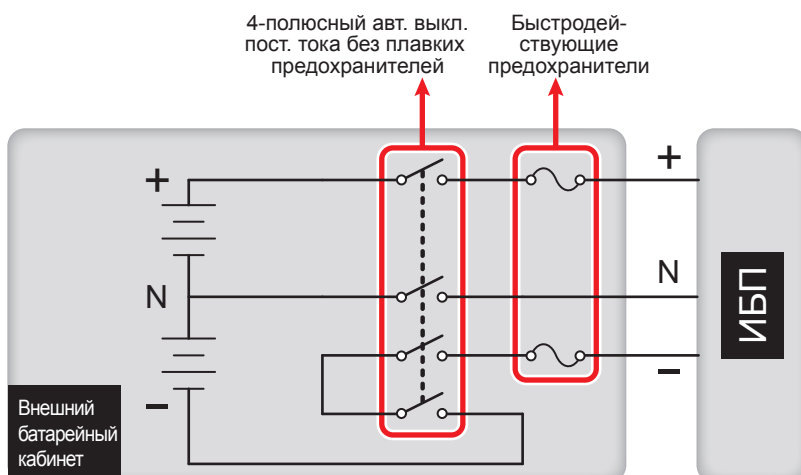 4-полюсный авт. выкл.
пост. тока без плавких
предохранителей
Быстродей-
ствующие
предохранители
+
+
N
N
ИБП
−
−
Внешний
батарейный
кабинет